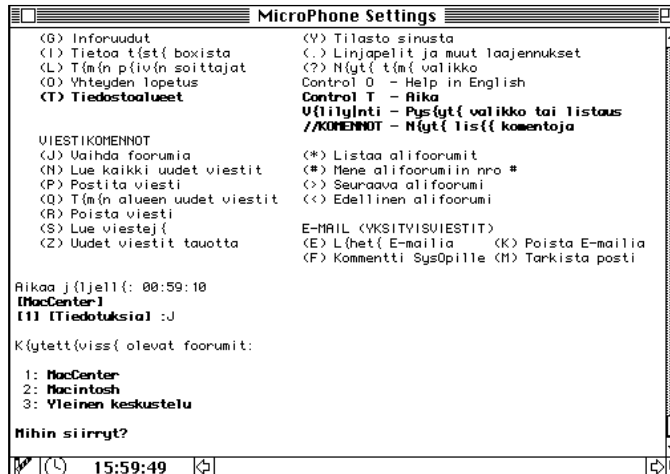 MicroPhone Settings
(G) Inforuudut (Y) Tilasto sinusta
(I) Tietoa t{st{ boxista (.) Linjapelit ja muut laajennukset
(L) T{m{n p{iv{n soittajat (?) N{yt{ t{m{ valikko
(O) Yhteyden lopetus Control O - Help in English
(T) Tiedostoalueet Control T - Aika
V{lily|nti - Pys{yt{ valikko tai listaus
//KOMENNOT - N{yt{ lis{{ komentoja
VIESTIKOMENNOT
(J) Vaihda foorumia (*) Listaa alifoorumit
(N) Lue kaikki uudet viestit (#) Mene alifoorumiin nro #
(P) Postita viesti (>) Seuraava alifoorumi
(Q) T{m{n alueen uudet viestit (<) Edellinen alifoorumi
(R) Poista viesti
(S) Lue viestej{ E-MAIL (YKSITYISVIESTIT)
(Z) Uudet viestit tauotta (E) L{het{ E-mailia (K) Poista E-mailia
(F) Kommentti SysOpille (M) Tarkista posti
Aikaa j{ljell{: 00:59:10
[MacCenter]
[1] [Tiedotuksia] :J
K{ytett{viss{ olevat foorumit:
1: MacCenter
2: Macintosh
3: Yleinen keskustelu
Mihin siirryt?
15:59:49